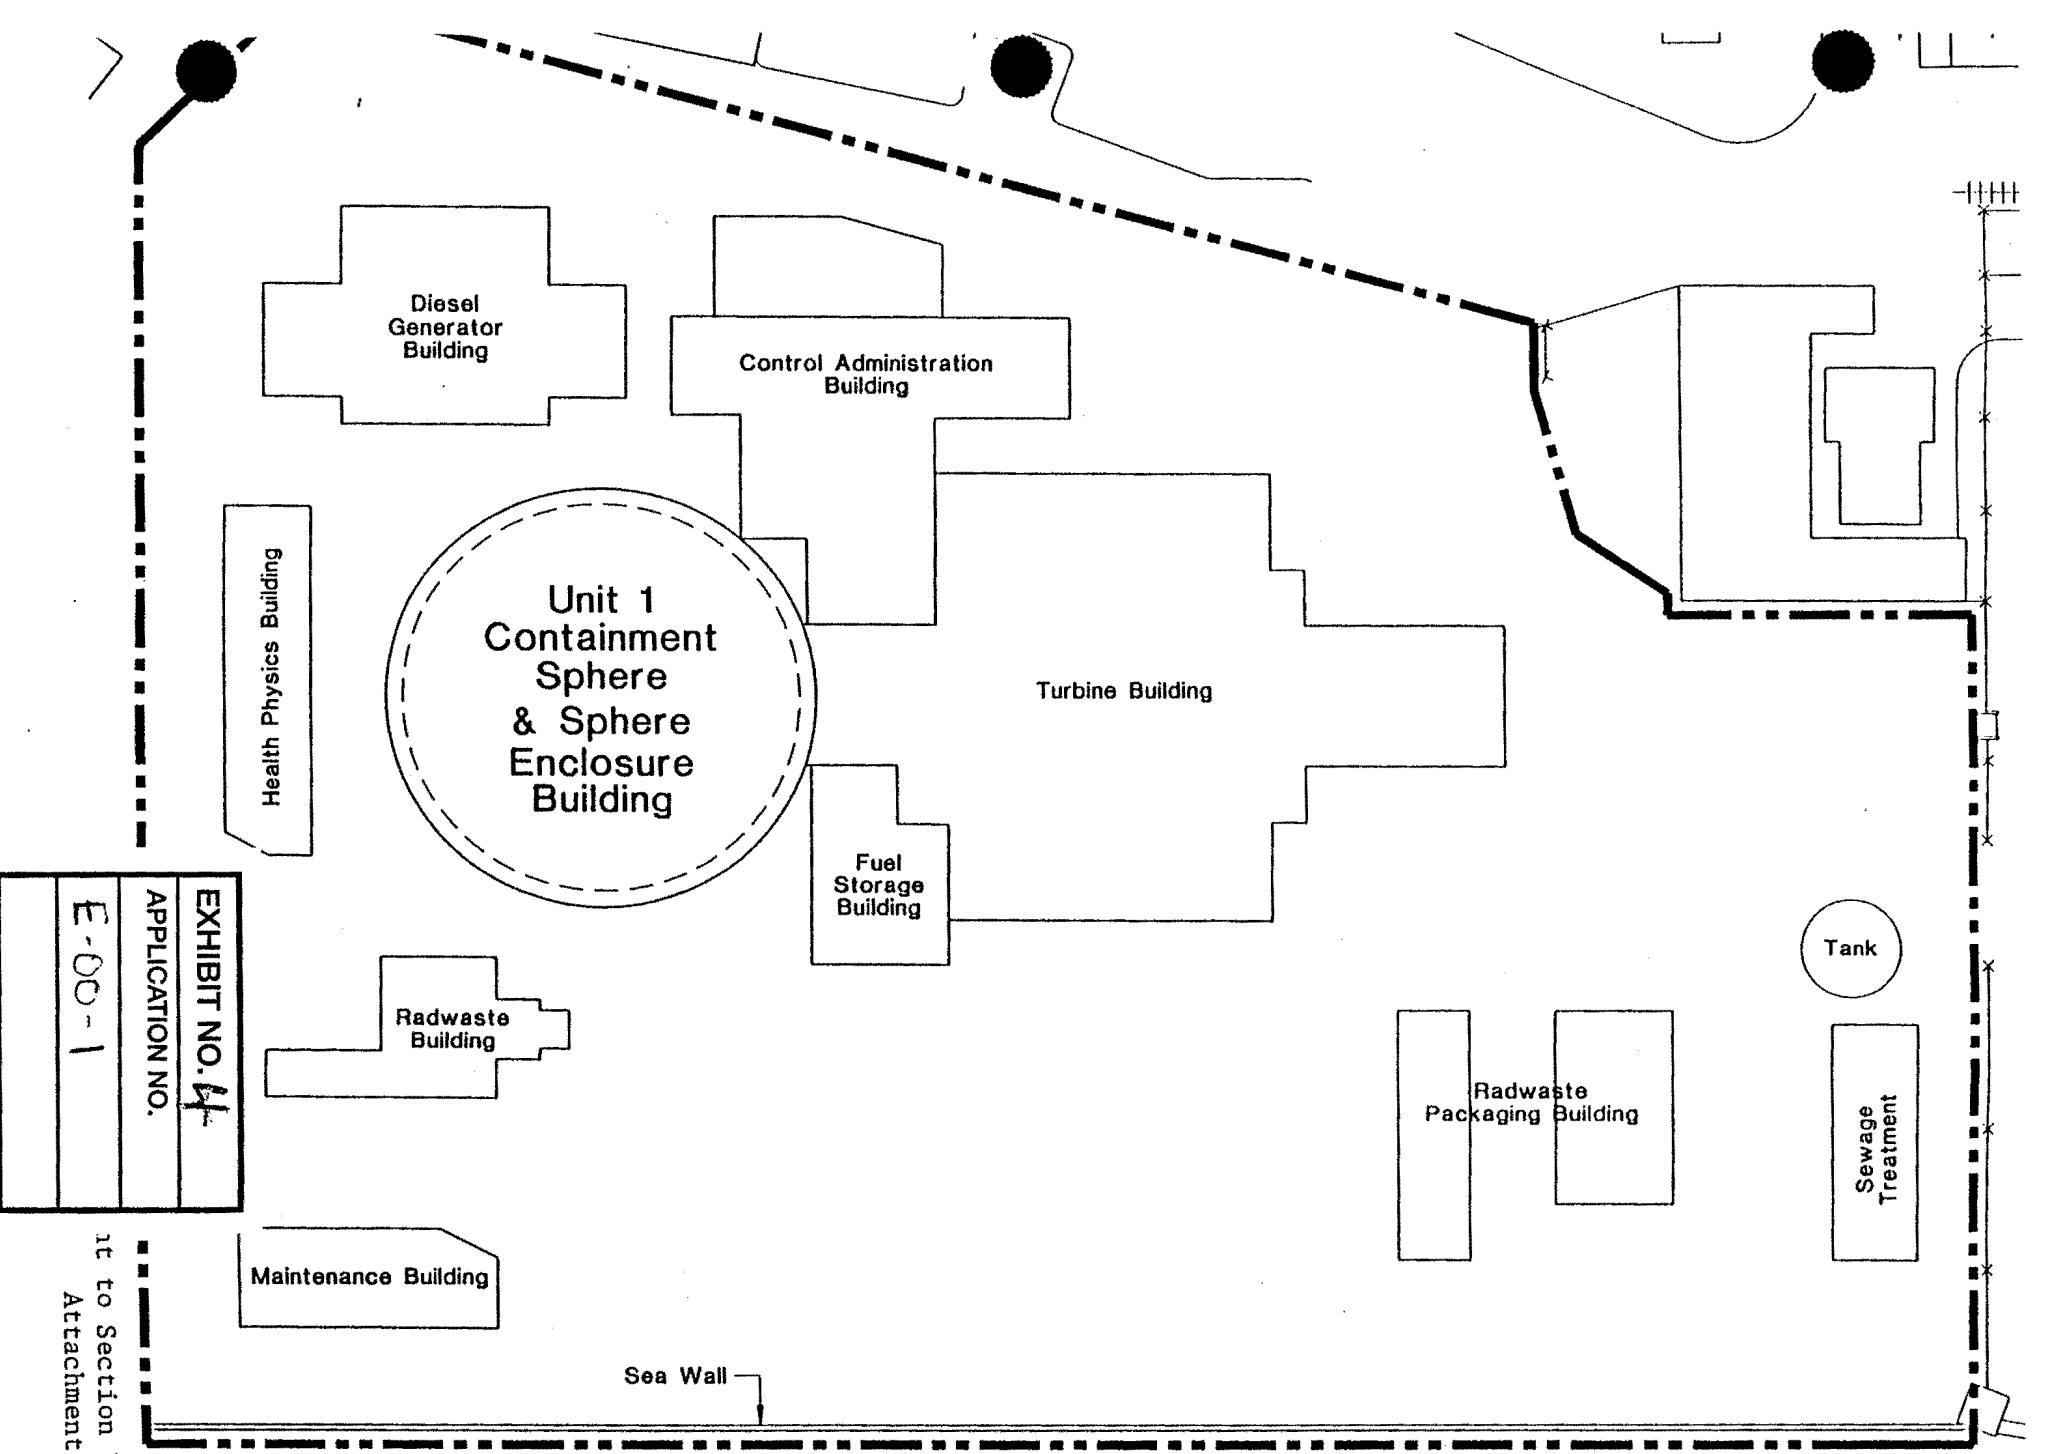 Diesel
Generator
Building
Control Administration
Building
Health Physics Building
Unit 1
Containment
Sphere
& Sphere
Enclosure
Building
Turbine Building
Fuel
Storage
Building
Tank
Radwaste
Building
Radwaste
Packaging Building
Sewage
Treatment
Maintenance Building
Sea Wall
EXHIBIT NO. 4
APPLICATION NO.
E-00-1
to Section
Attachment